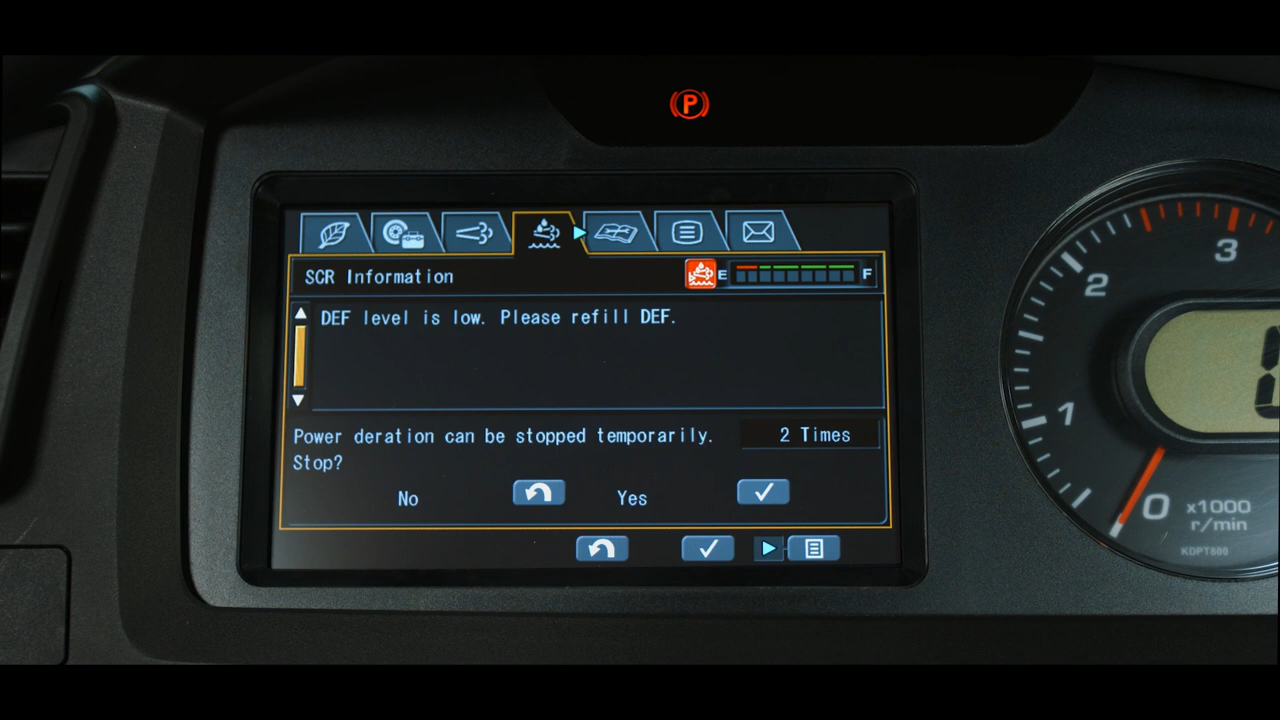 P
SCR Information
E F
DEF level is low. Please refill DEF.
Power deration can be stopped temporarily. 2 Times
Stop?
No Yes
3
2
1
0 x1000
r/min
KDPT800